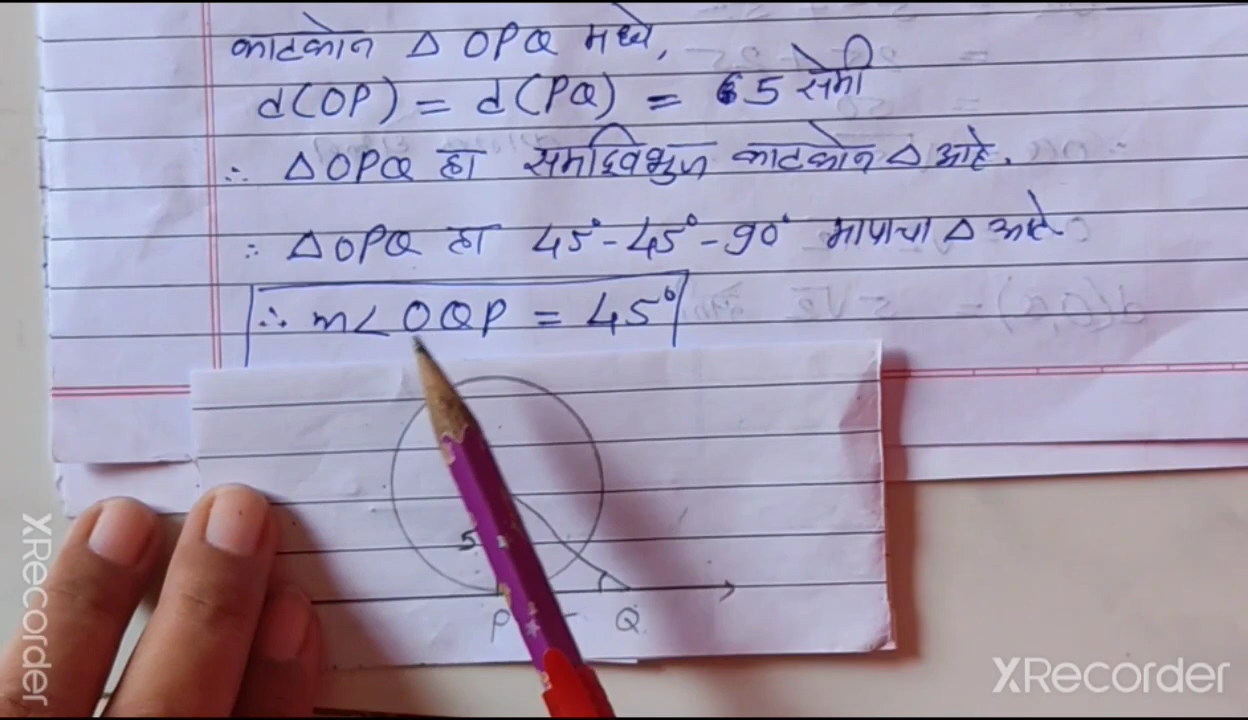 काटकोन △ OPQ मध्ये,
d(OP) = d(PQ) = 5 सेमी
∴ △OPQ हा समद्विभुज काटकोन △ आहे.
∴ △OPQ हा 45°-45°-90° मापाचा △ आहे.
∴ m∠OQP = 45°
5
P Q
XRecorder
XRecorder